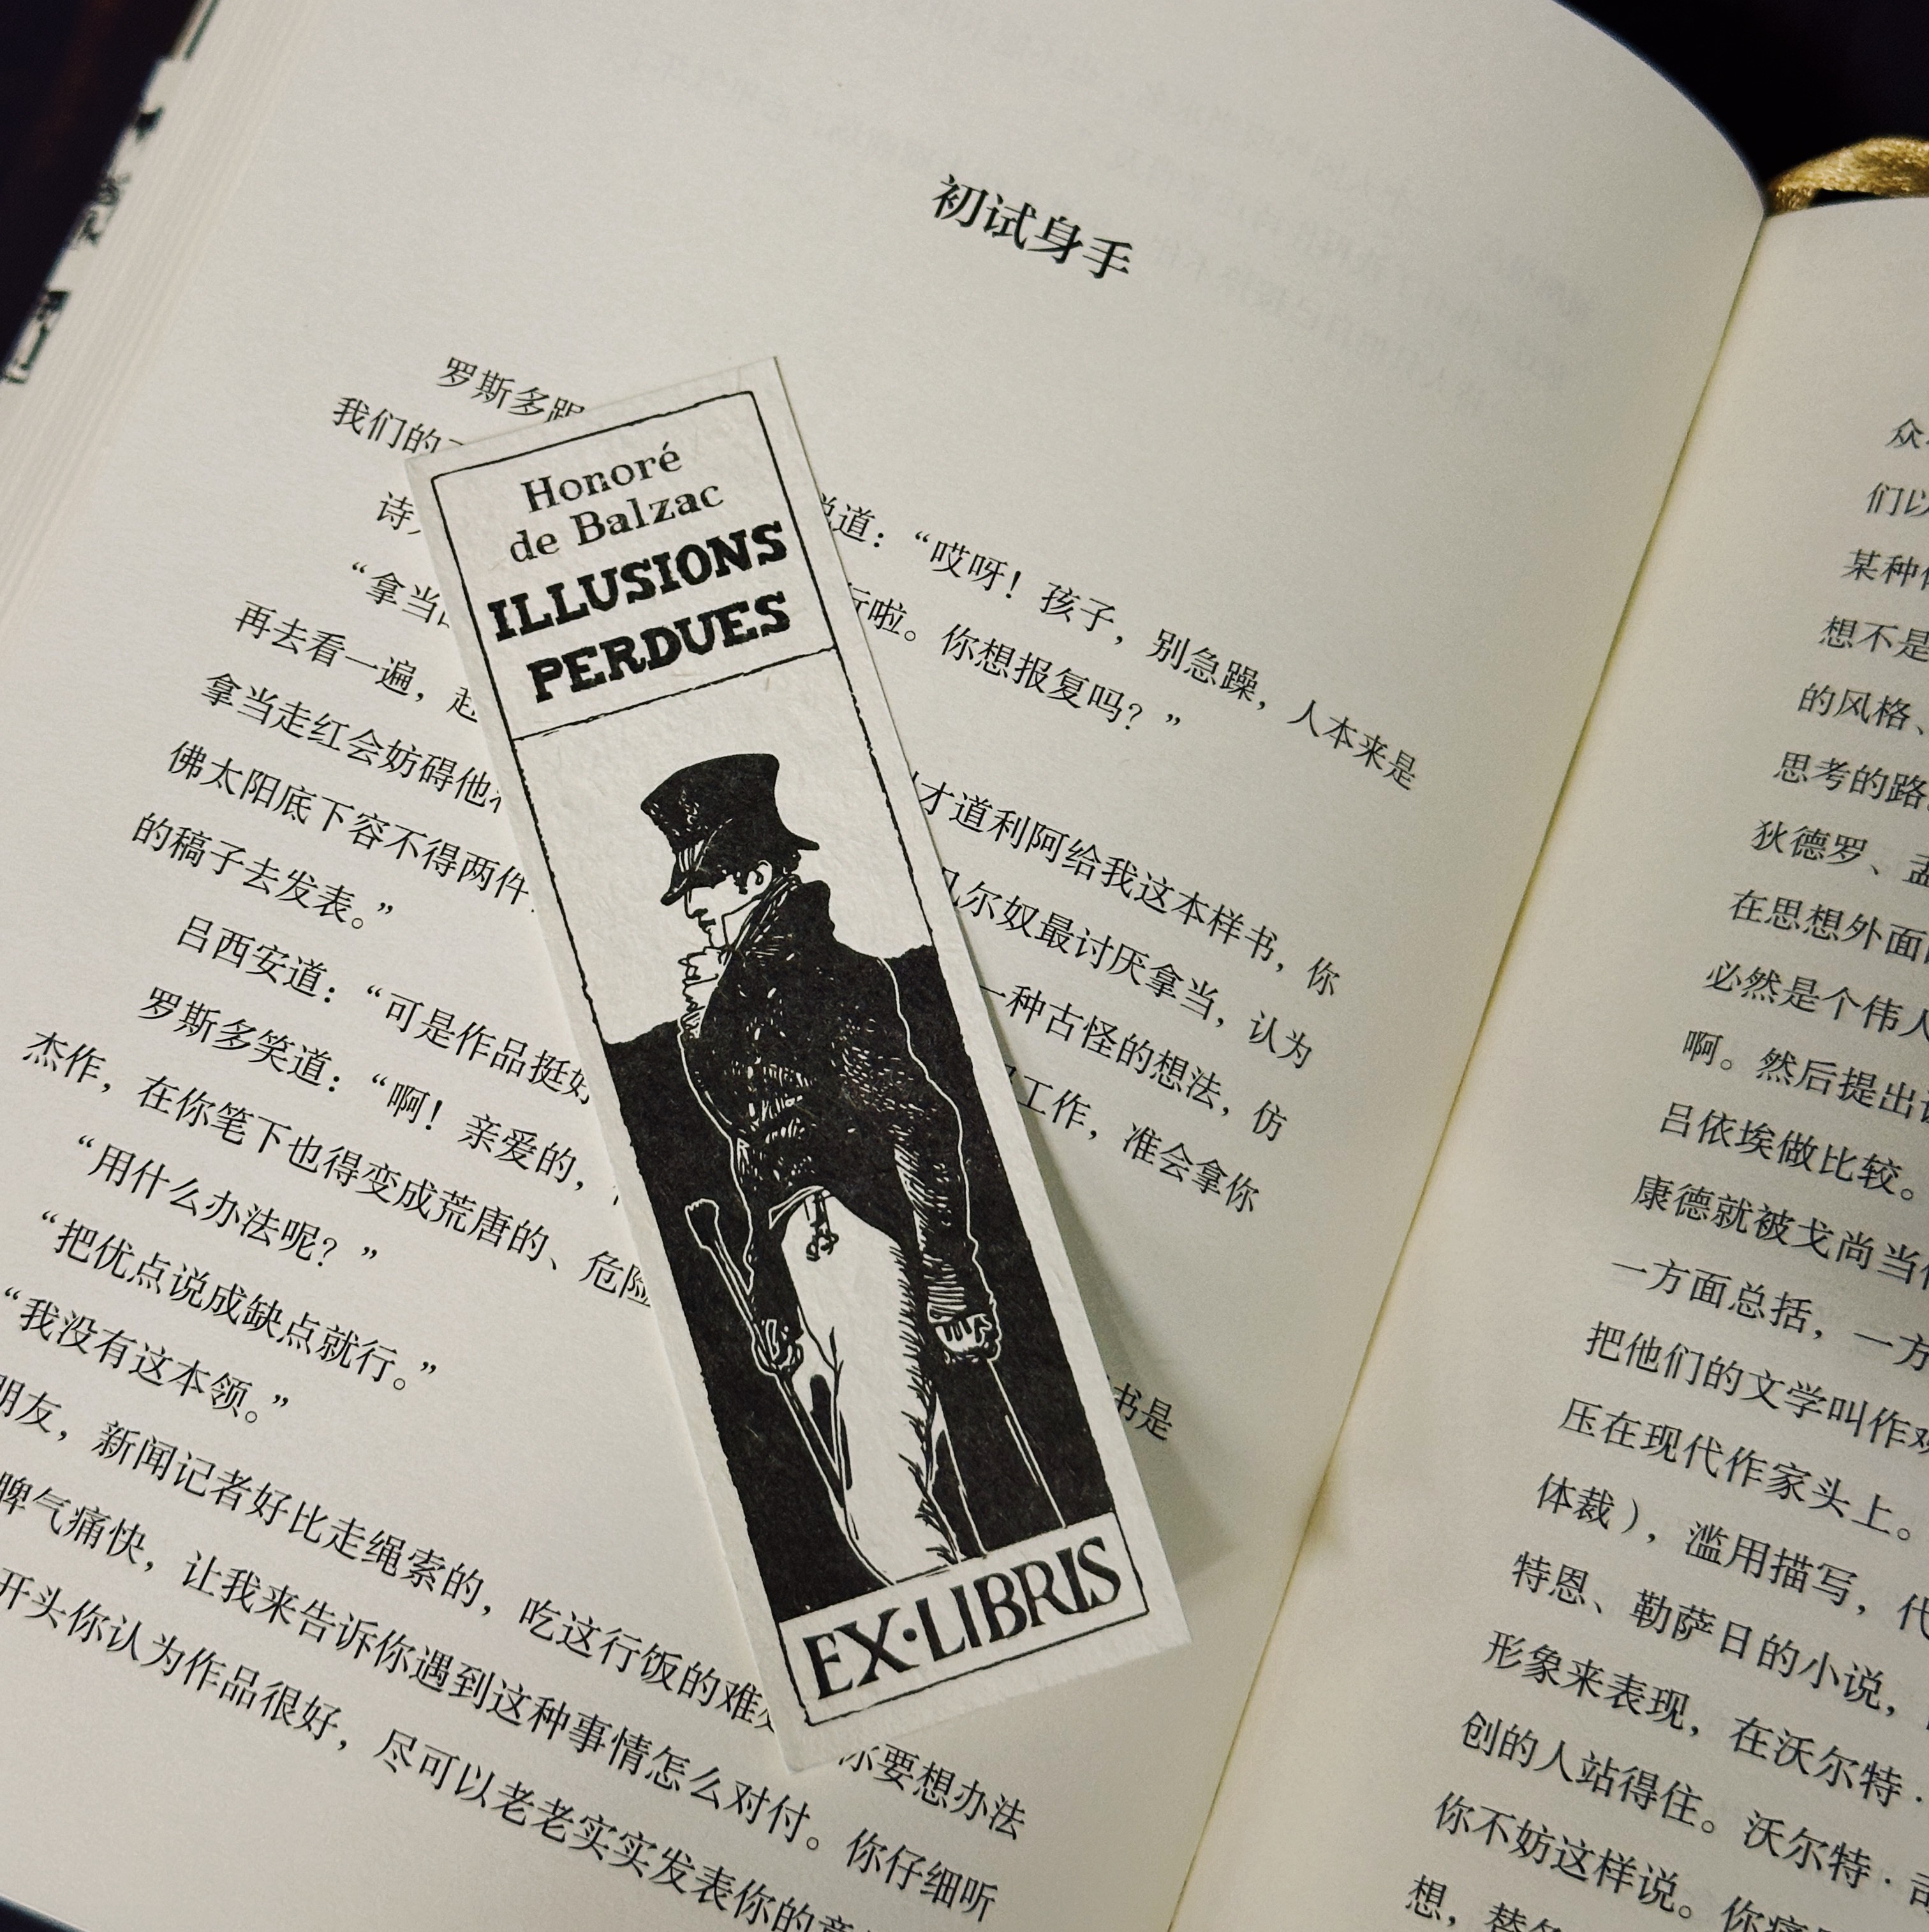 初试身手
罗斯多跟
我们的
诗
说道：“哎呀！孩子，别急躁，人本来是
“拿当
行啦。你想报复吗？”
再去看一遍，
才道利阿给我这本样书，你
拿当走红会妨碍他
凡尔奴最讨厌拿当，认为
佛太阳底下容不得两件
一种古怪的想法，仿
的稿子去发表。”
工作，准会拿你
吕西安道：“可是作品挺好
罗斯多笑道：“啊！亲爱的，
书是
杰作，在你笔下也得变成荒唐的、危险
“用什么办法呢？”
“把优点说成缺点就行。”
“我没有这本领。”
朋友，新闻记者好比走绳索的，吃这行饭的难
你要想办法
脾气痛快，让我来告诉你遇到这种事情怎么对付。你仔细听
开头你认为作品很好，尽可以老老实实发表你的意
Honoré
de Balzac
ILLUSIONS
PERDUES
EX·LIBRIS
众
们以
某种
想不是
的风格、
思考的路
狄德罗、孟
在思想外面
必然是个伟人
啊。然后提出
吕依埃做比较。
康德就被戈尚当
一方面总括，一方
把他们的文学叫作
压在现代作家头上。
体裁），滥用描写，代
特恩、勒萨日的小说，
形象来表现，在沃尔特·
创的人站得住。沃尔特·司
你不妨这样说。你痛
想，替